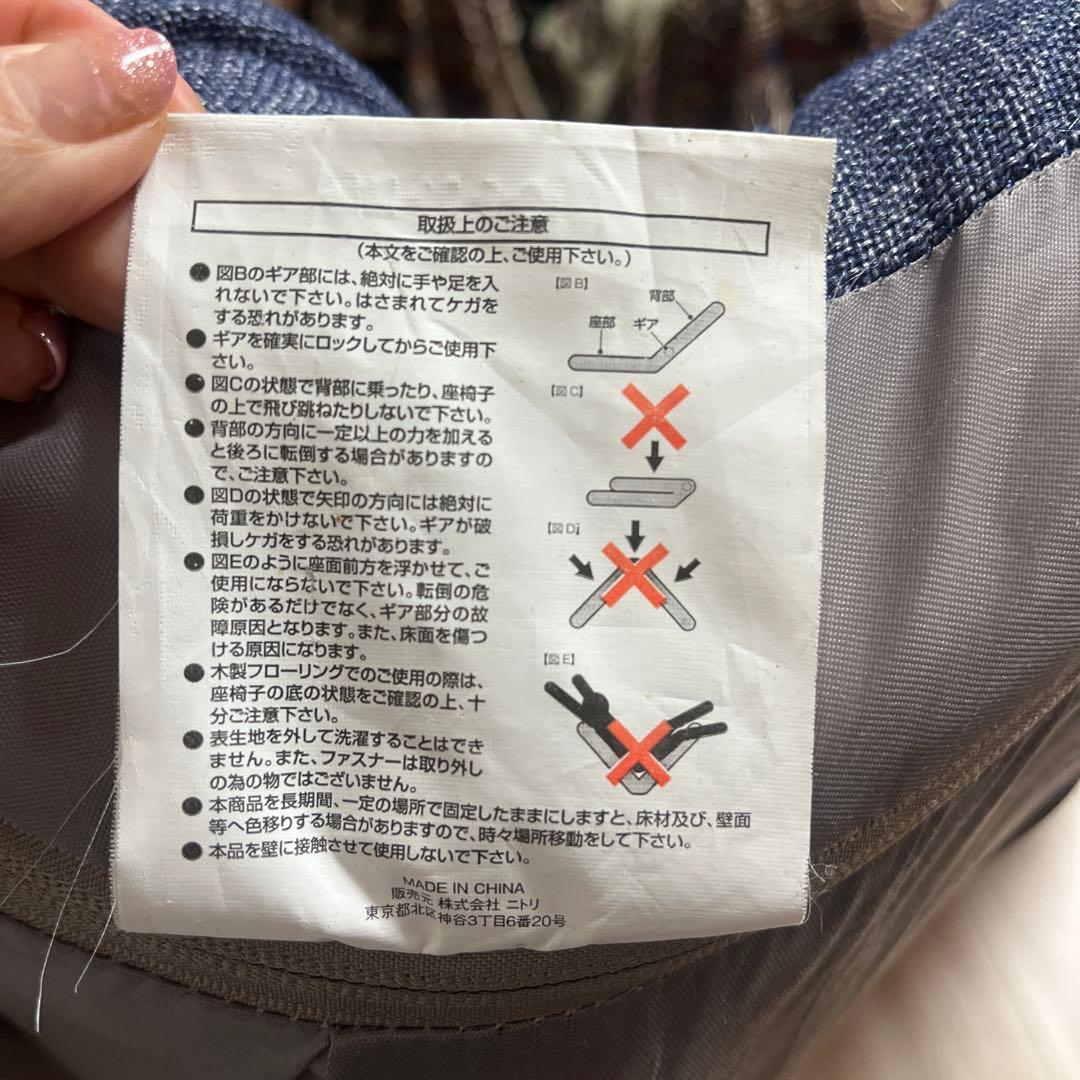 取扱上のご注意
(本文をご確認の上、ご使用下さい。)
●図Bのギア部には、絶対に手や足を入
れないで下さい。はさまれてケガを
する恐れがあります。
●ギアを確実にロックしてからご使用下
さい。
●図Cの状態で背部に乗ったり、座椅子
の上で飛び跳ねたりしないで下さい。
●背部の方向に一定以上の力を加える
と後ろに転倒する場合がありますの
で、ご注意下さい。
●図Dの状態で矢印の方向には絶対に
荷重をかけないで下さい。ギアが破
損しケガをする恐れがあります。
●図Eのように座面前方を浮かせて、ご
使用にならないで下さい。転倒の危
険があるだけでなく、ギア部分の故
障原因となります。また、床面を傷つ
ける原因になります。
●木製フローリングでのご使用の際は、
座椅子の底の状態をご確認の上、十
分ご注意下さい。
●表生地を外して洗濯することはでき
ません。また、ファスナーは取り外し
の為の物ではございません。
●本商品を長期間、一定の場所で固定したままにしますと、床材及び、壁面
等へ色移りする場合がありますので、時々場所移動をして下さい。
●本品を壁に接触させて使用しないで下さい。
【図B】
背部
座部
ギア
【図C】
【図D】
【図E】
MADE IN CHINA
販売元 株式会社 ニトリ
東京都北区神谷3丁目6番20号